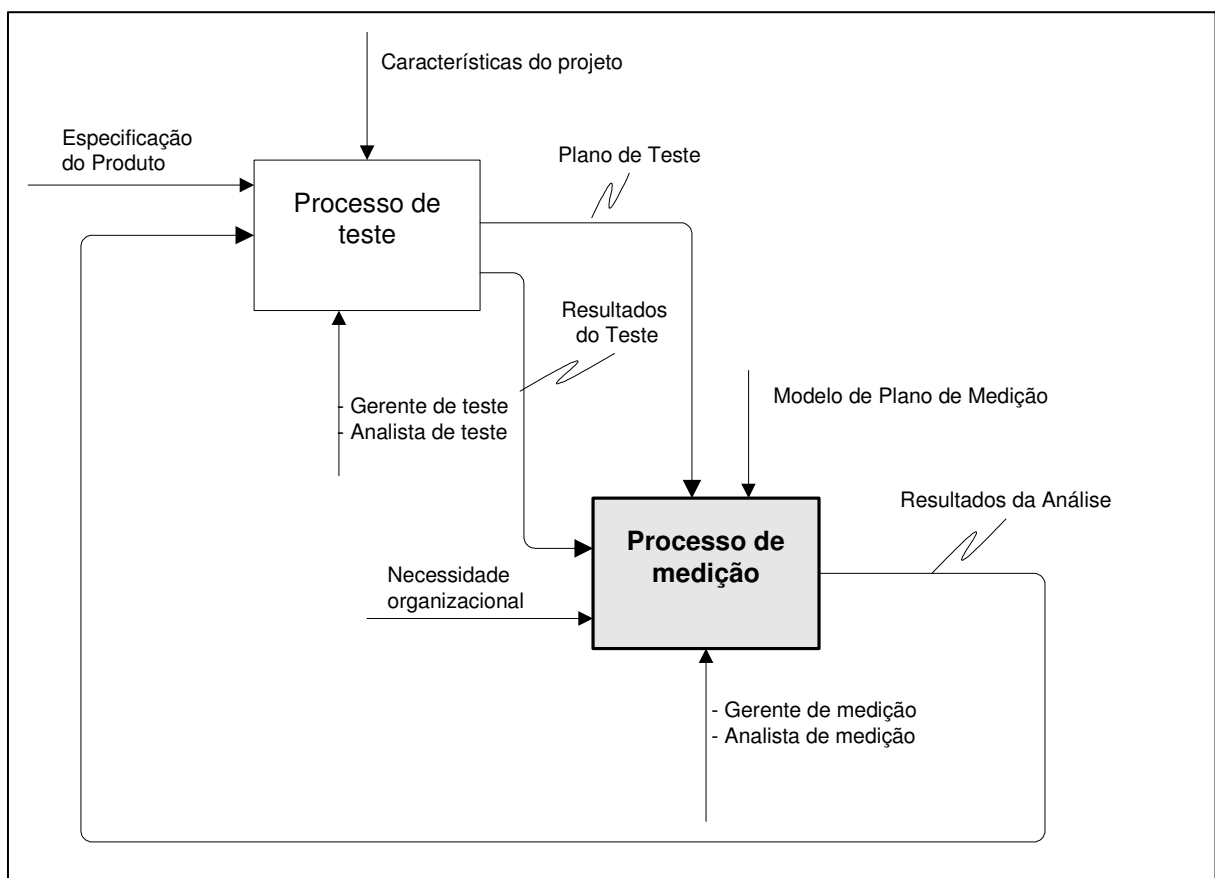 Características do projeto
Especificação
do Produto
Plano de Teste
Processo de
teste
Resultados
do Teste
- Gerente de teste
- Analista de teste
Modelo de Plano de Medição
Resultados da Análise
Processo de
medição
Necessidade
organizacional
- Gerente de medição
- Analista de medição